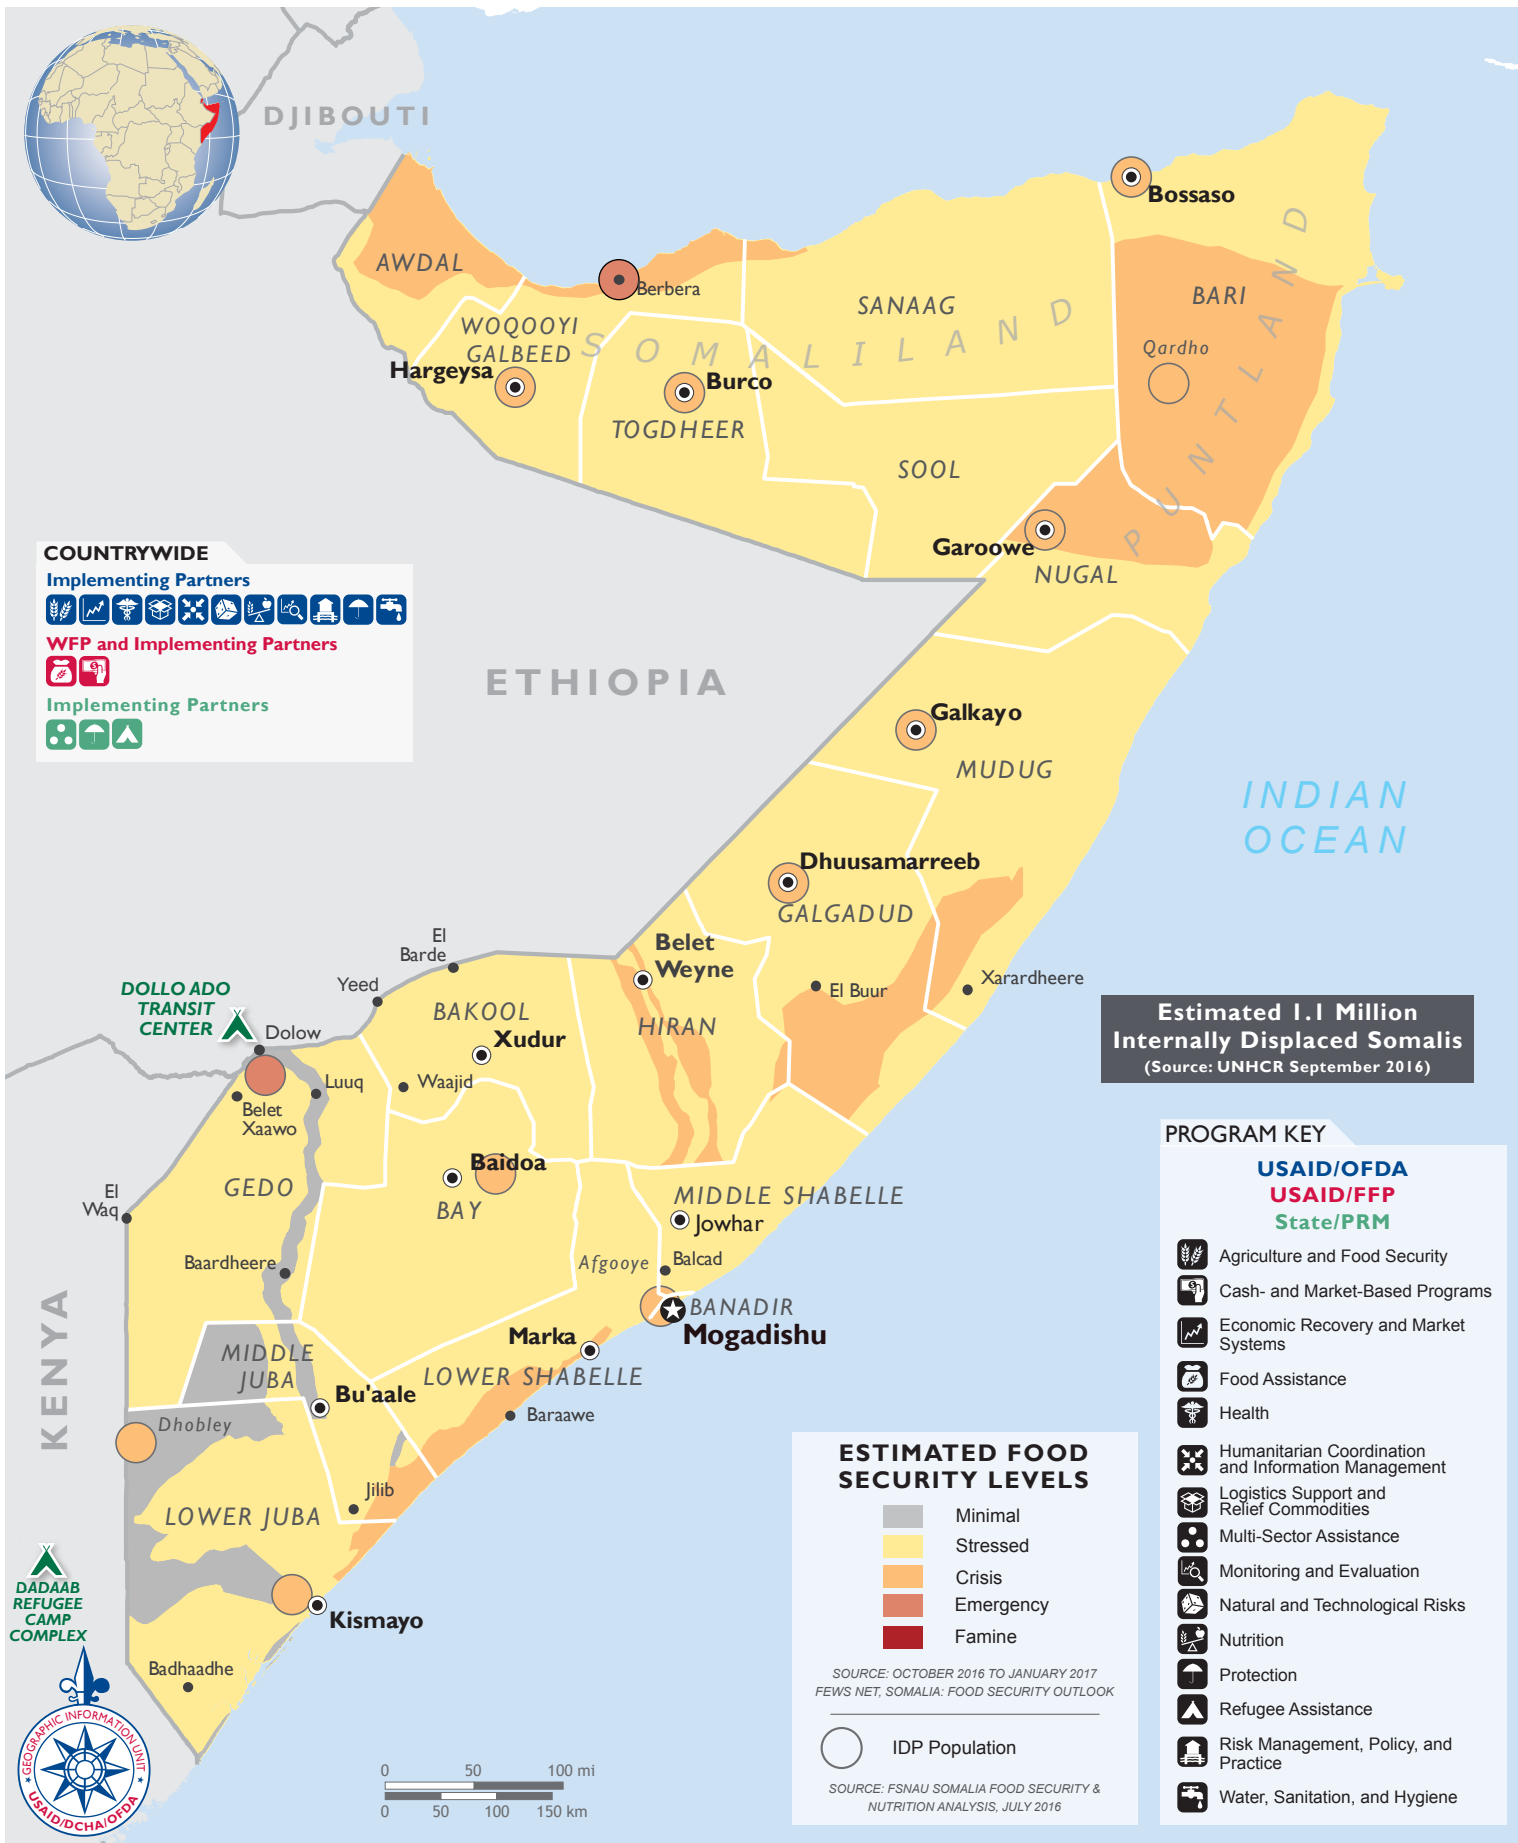 DJIBOUTI
Bossaso
AWDAL
Berbera
SANAAG
BARI
WOQOOYI
GALBEED
SOMALILAND
Qardho
Hargeysa
Burco
TOGDHEER
PUNTLAND
SOOL
Garoowe
NUGAL
COUNTRYWIDE
Implementing Partners
WFP and Implementing Partners
Implementing Partners
ETHIOPIA
Galkayo
MUDUG
INDIAN
OCEAN
Dhuusamarreeb
GALGADUD
Belet
Weyne
El
Barde
Yeed
El Buur
Xarardheere
DOLLO ADO
TRANSIT
CENTER
Dolow
BAKOOL
Xudur
HIRAN
Estimated 1.1 Million
Internally Displaced Somalis
(Source: UNHCR September 2016)
Luuq
Waajid
Belet
Xaawo
Baidoa
BAY
GEDO
El
Waq
MIDDLE SHABELLE
Jowhar
Baardheere
Afgooye
Balcad
BANADIR
Mogadishu
KENYA
MIDDLE
JUBA
Marka
LOWER SHABELLE
Bu'aale
Baraawe
Dhobley
Jilib
LOWER JUBA
DADAAB
REFUGEE
CAMP
COMPLEX
Kismayo
Badhaadhe
GEOGRAPHIC INFORMATION UNIT
USAID/DCHA/OFDA
0 50 100 mi
0 50 100 150 km
ESTIMATED FOOD
SECURITY LEVELS
Minimal
Stressed
Crisis
Emergency
Famine
SOURCE: OCTOBER 2016 TO JANUARY 2017
FEWS NET, SOMALIA: FOOD SECURITY OUTLOOK
IDP Population
SOURCE: FSNAU SOMALIA FOOD SECURITY &
NUTRITION ANALYSIS, JULY 2016
PROGRAM KEY
USAID/OFDA
USAID/FFP
State/PRM
Agriculture and Food Security
Cash- and Market-Based Programs
Economic Recovery and Market
Systems
Food Assistance
Health
Humanitarian Coordination
and Information Management
Logistics Support and
Relief Commodities
Multi-Sector Assistance
Monitoring and Evaluation
Natural and Technological Risks
Nutrition
Protection
Refugee Assistance
Risk Management, Policy, and
Practice
Water, Sanitation, and Hygiene